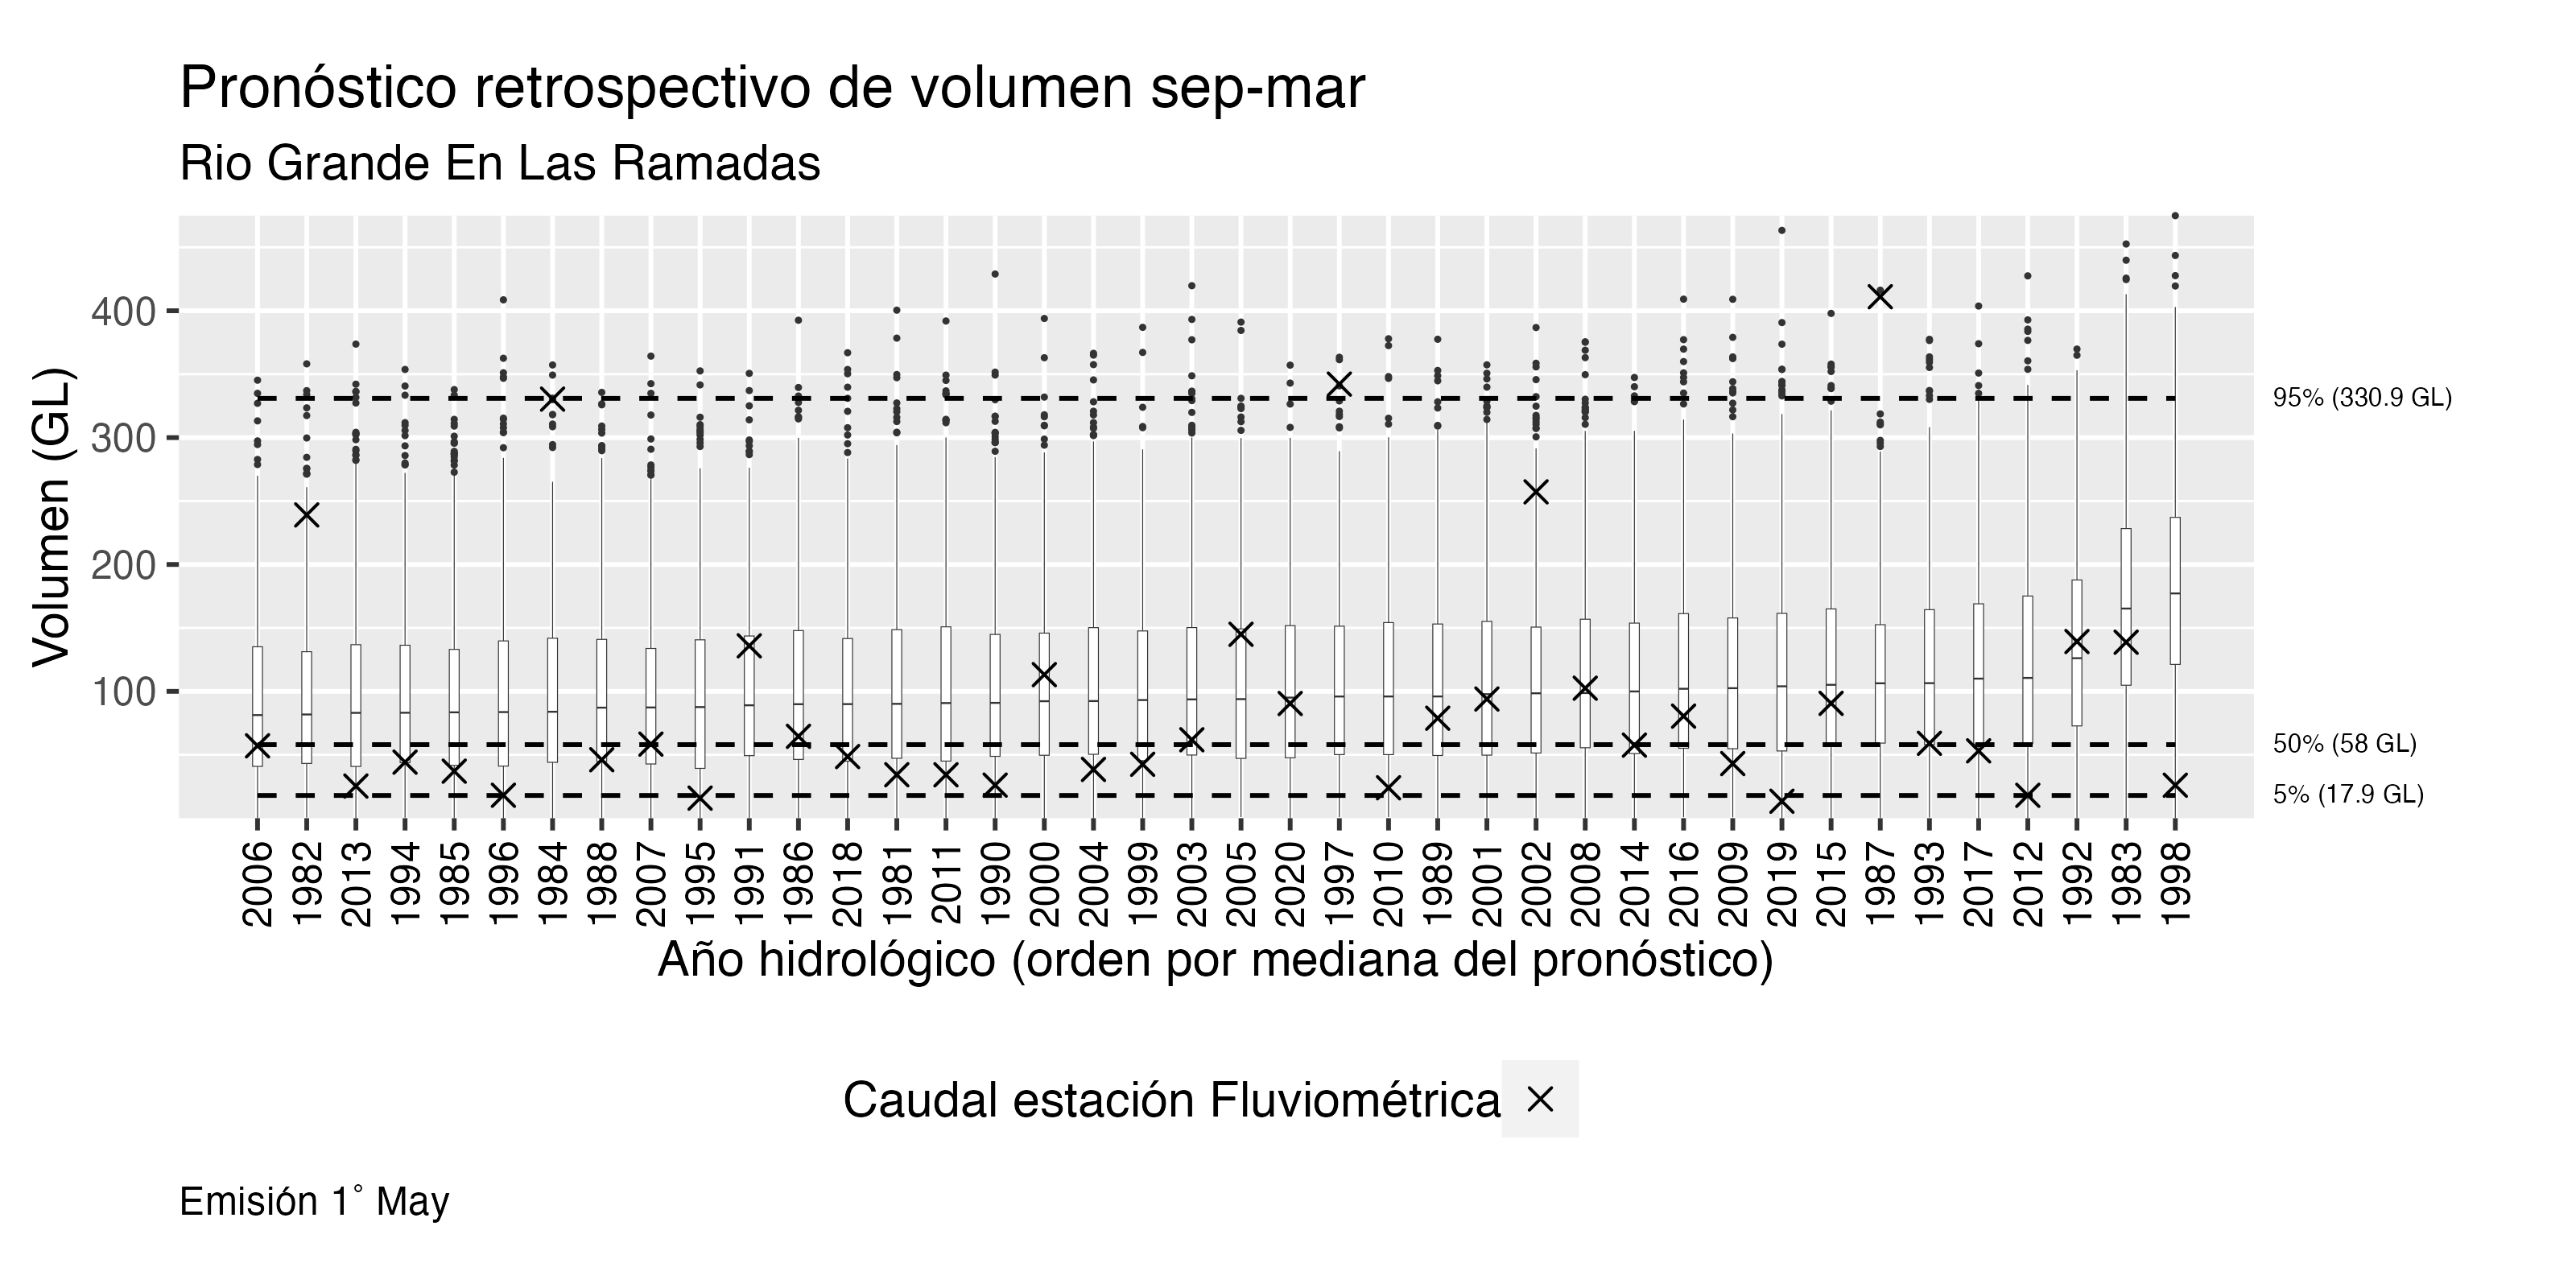 Pronóstico retrospectivo de volumen sep-mar
Rio Grande En Las Ramadas
Volumen (GL)
400
300
200
100
95% (330.9 GL)
50% (58 GL)
5% (17.9 GL)
2006 1982 2013 1994 1985 1996 1984 1988 2007 1995 1991 1986 2018 1981 2011 1990 2000 2004 1999 2003 2005 2020 1997 2010 1989 2001 2002 2008 2014 2016 2009 2019 2015 1987 1993 2017 2012 1992 1983 1998
Año hidrológico (orden por mediana del pronóstico)
Caudal estación Fluviométrica
Emisión 1° May